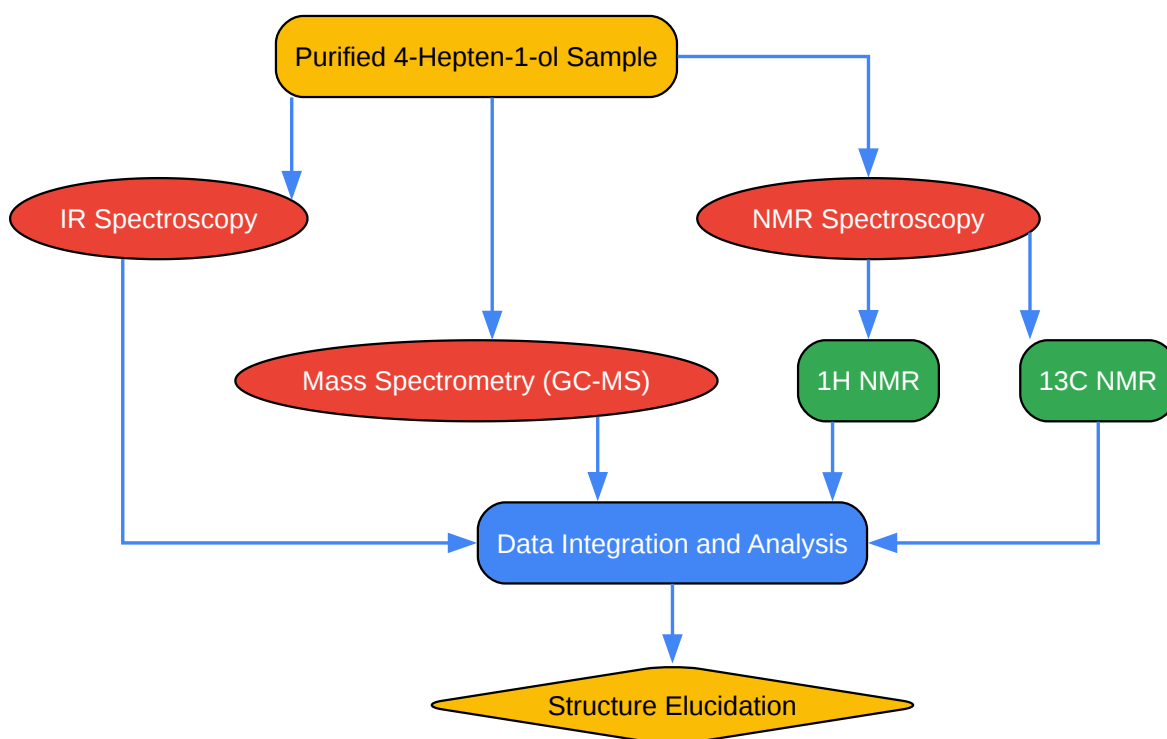 Purified 4-Hepten-1-ol Sample
IR Spectroscopy
NMR Spectroscopy
Mass Spectrometry (GC-MS)
1H NMR
13C NMR
Data Integration and Analysis
Structure Elucidation